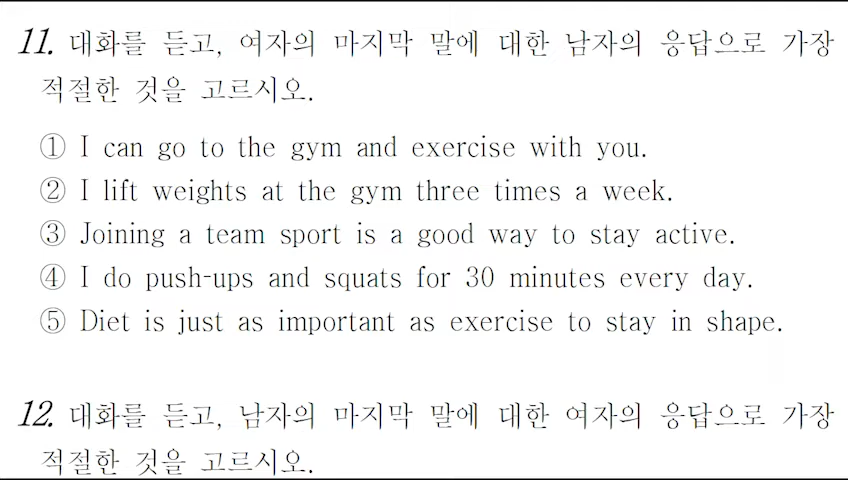 11. 대화를 듣고, 여자의 마지막 말에 대한 남자의 응답으로 가장
적절한 것을 고르시오.
① I can go to the gym and exercise with you.
② I lift weights at the gym three times a week.
③ Joining a team sport is a good way to stay active.
④ I do push-ups and squats for 30 minutes every day.
⑤ Diet is just as important as exercise to stay in shape.
12. 대화를 듣고, 남자의 마지막 말에 대한 여자의 응답으로 가장
적절한 것을 고르시오.